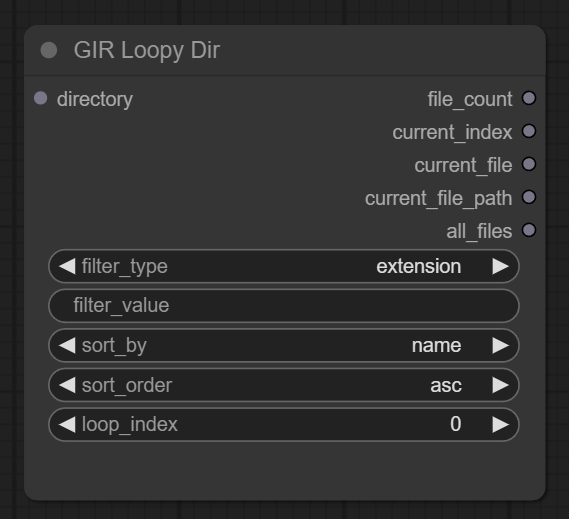 GIR Loopy Dir
directory file_count
current_index
current_file
current_file_path
all_files
filter_type extension
filter_value
sort_by name
sort_order asc
loop_index 0